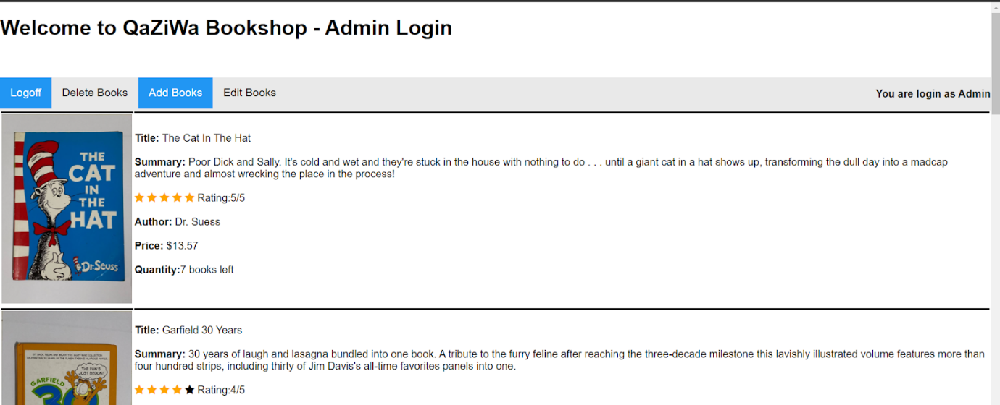 Welcome to QaZiWa Bookshop - Admin Login
Logoff
Delete Books
Add Books
Edit Books
You are login as Admin
THE
CAT
IN
THE
HAT
Dr. Seuss
Title: The Cat In The Hat
Summary: Poor Dick and Sally. It's cold and wet and they're stuck in the house with nothing to do . . . until a giant cat in a hat shows up, transforming the dull day into a madcap
adventure and almost wrecking the place in the process!
Rating:5/5
Author: Dr. Suess
Price: $13.57
Quantity:7 books left
THE FUN'S
JUST BEGUN!
GARFIELD
30
Title: Garfield 30 Years
Summary: 30 years of laugh and lasagna bundled into one book. A tribute to the furry feline after reaching the three-decade milestone this lavishly illustrated volume features more than
four hundred strips, including thirty of Jim Davis's all-time favorites panels into one.
Rating:4/5